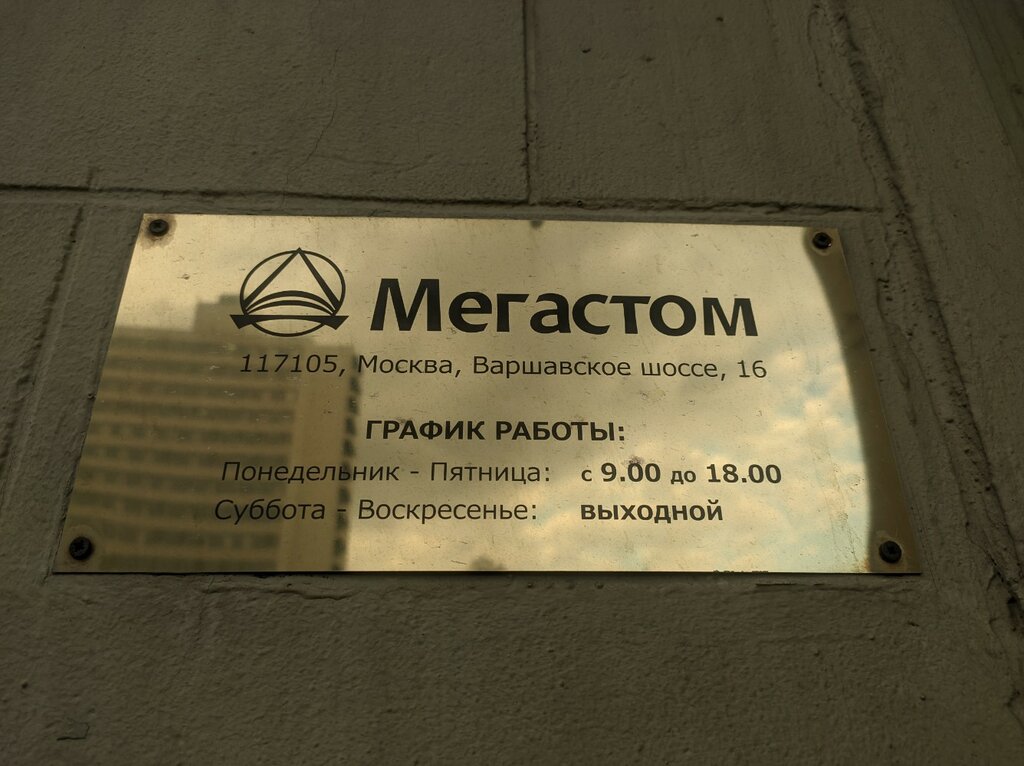 Мегастом
117105, Москва, Варшавское шоссе, 16
ГРАФИК РАБОТЫ:
Понедельник - Пятница: с 9.00 до 18.00
Суббота - Воскресенье: выходной